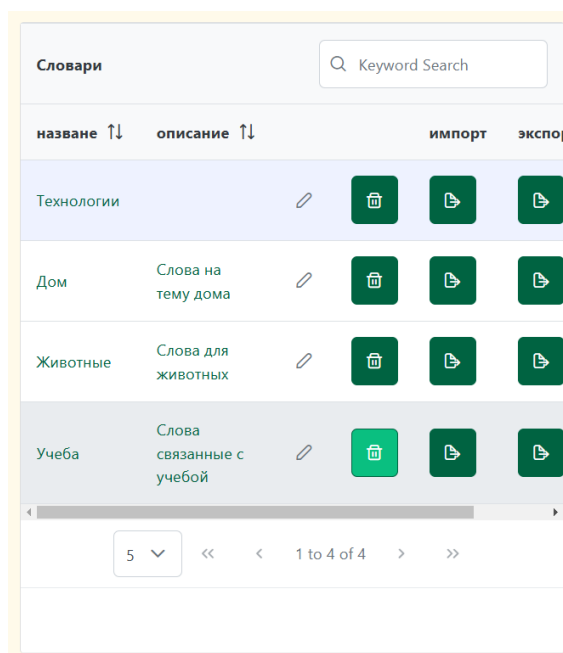 Словари
Keyword Search
назване описание импорт экспо
Технологии
Дом
Слова на
тему дома
Животные
Слова для
животных
Учеба
Слова
связанные с
учебой
5 1 to 4 of 4